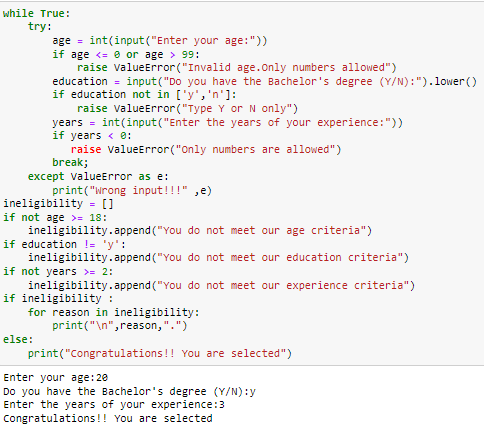 while True:
    try:
        age = int(input("Enter your age:"))
        if age <= 0 or age > 99:
            raise ValueError("Invalid age.Only numbers allowed")
        education = input("Do you have the Bachelor's degree (Y/N):").lower()
        if education not in ['y','n']:
            raise ValueError("Type Y or N only")
        years = int(input("Enter the years of your experience:"))
        if years < 0:
           raise ValueError("Only numbers are allowed")
        break;
    except ValueError as e:
        print("Wrong input!!!" ,e)
ineligibility = []
if not age >= 18:
    ineligibility.append("You do not meet our age criteria")
if education != 'y':
    ineligibility.append("You do not meet our education criteria")
if not years >= 2:
    ineligibility.append("You do not meet our experience criteria")
if ineligibility :
    for reason in ineligibility:
        print("\n",reason,".")
else:
    print("Congratulations!! You are selected")
Enter your age:20
Do you have the Bachelor's degree (Y/N):y
Enter the years of your experience:3
Congratulations!! You are selected